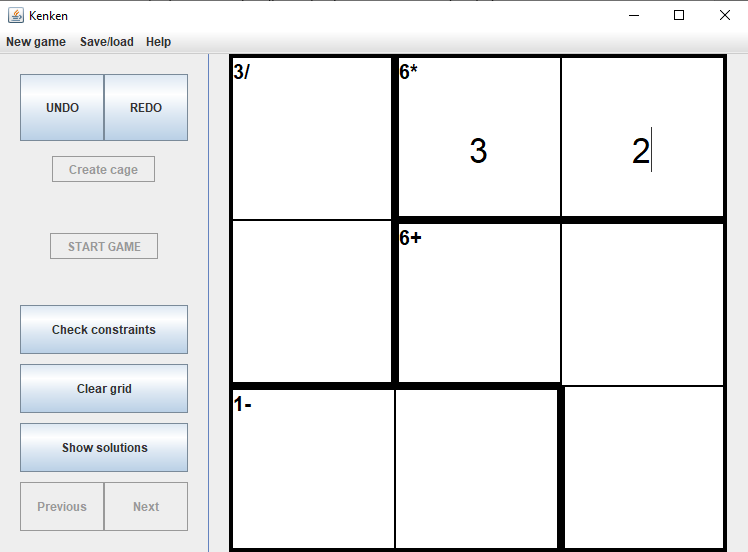 Kenken
New game Save/load Help
UNDO REDO
Create cage
START GAME
Check constraints
Clear grid
Show solutions
Previous Next
3/ 6*
3 2
6+
1-